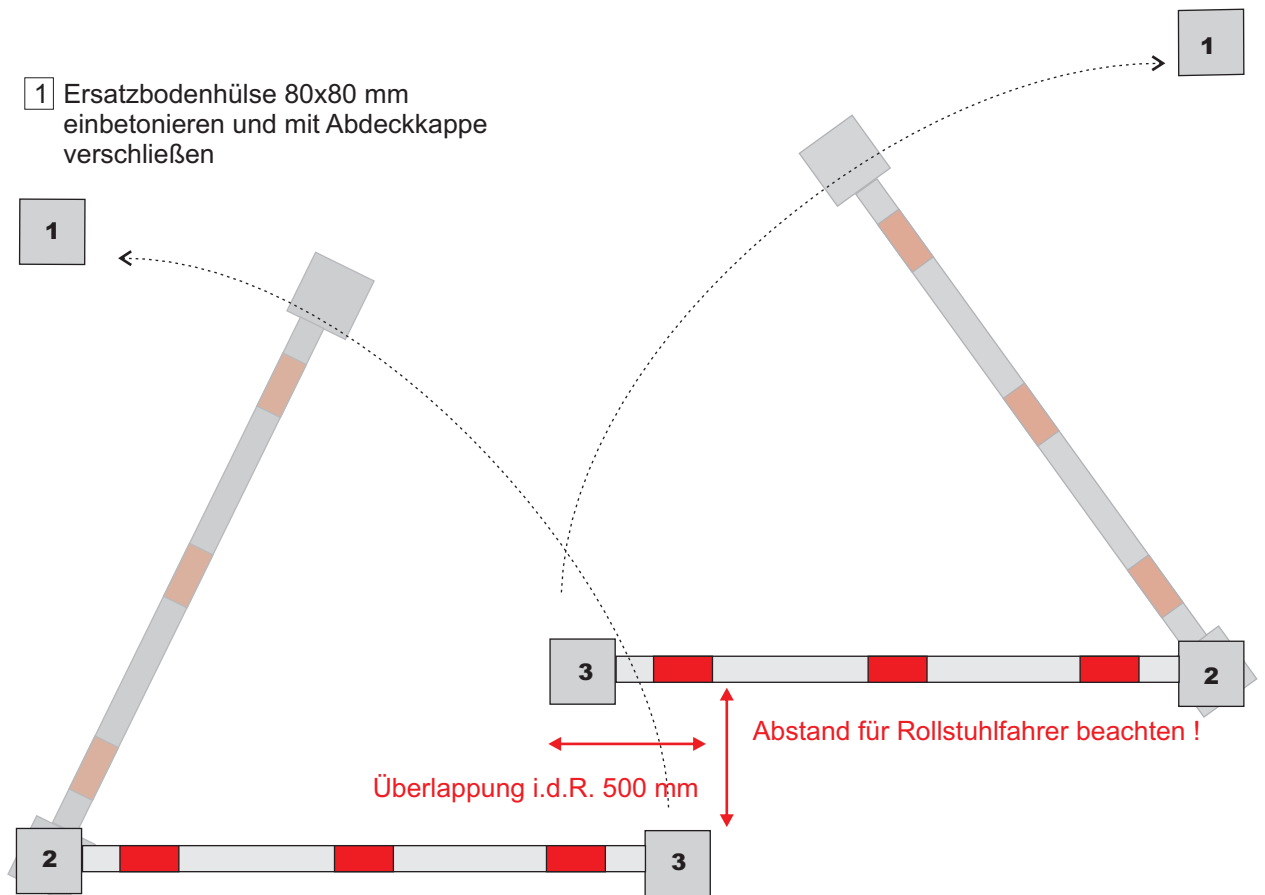 1
1 Ersatzbodenhülse 80x80 mm
einbetonieren und mit Abdeckkappe
verschließen
1
3
2
Abstand für Rollstuhlfahrer beachten !
Überlappung i.d.R. 500 mm
2
3